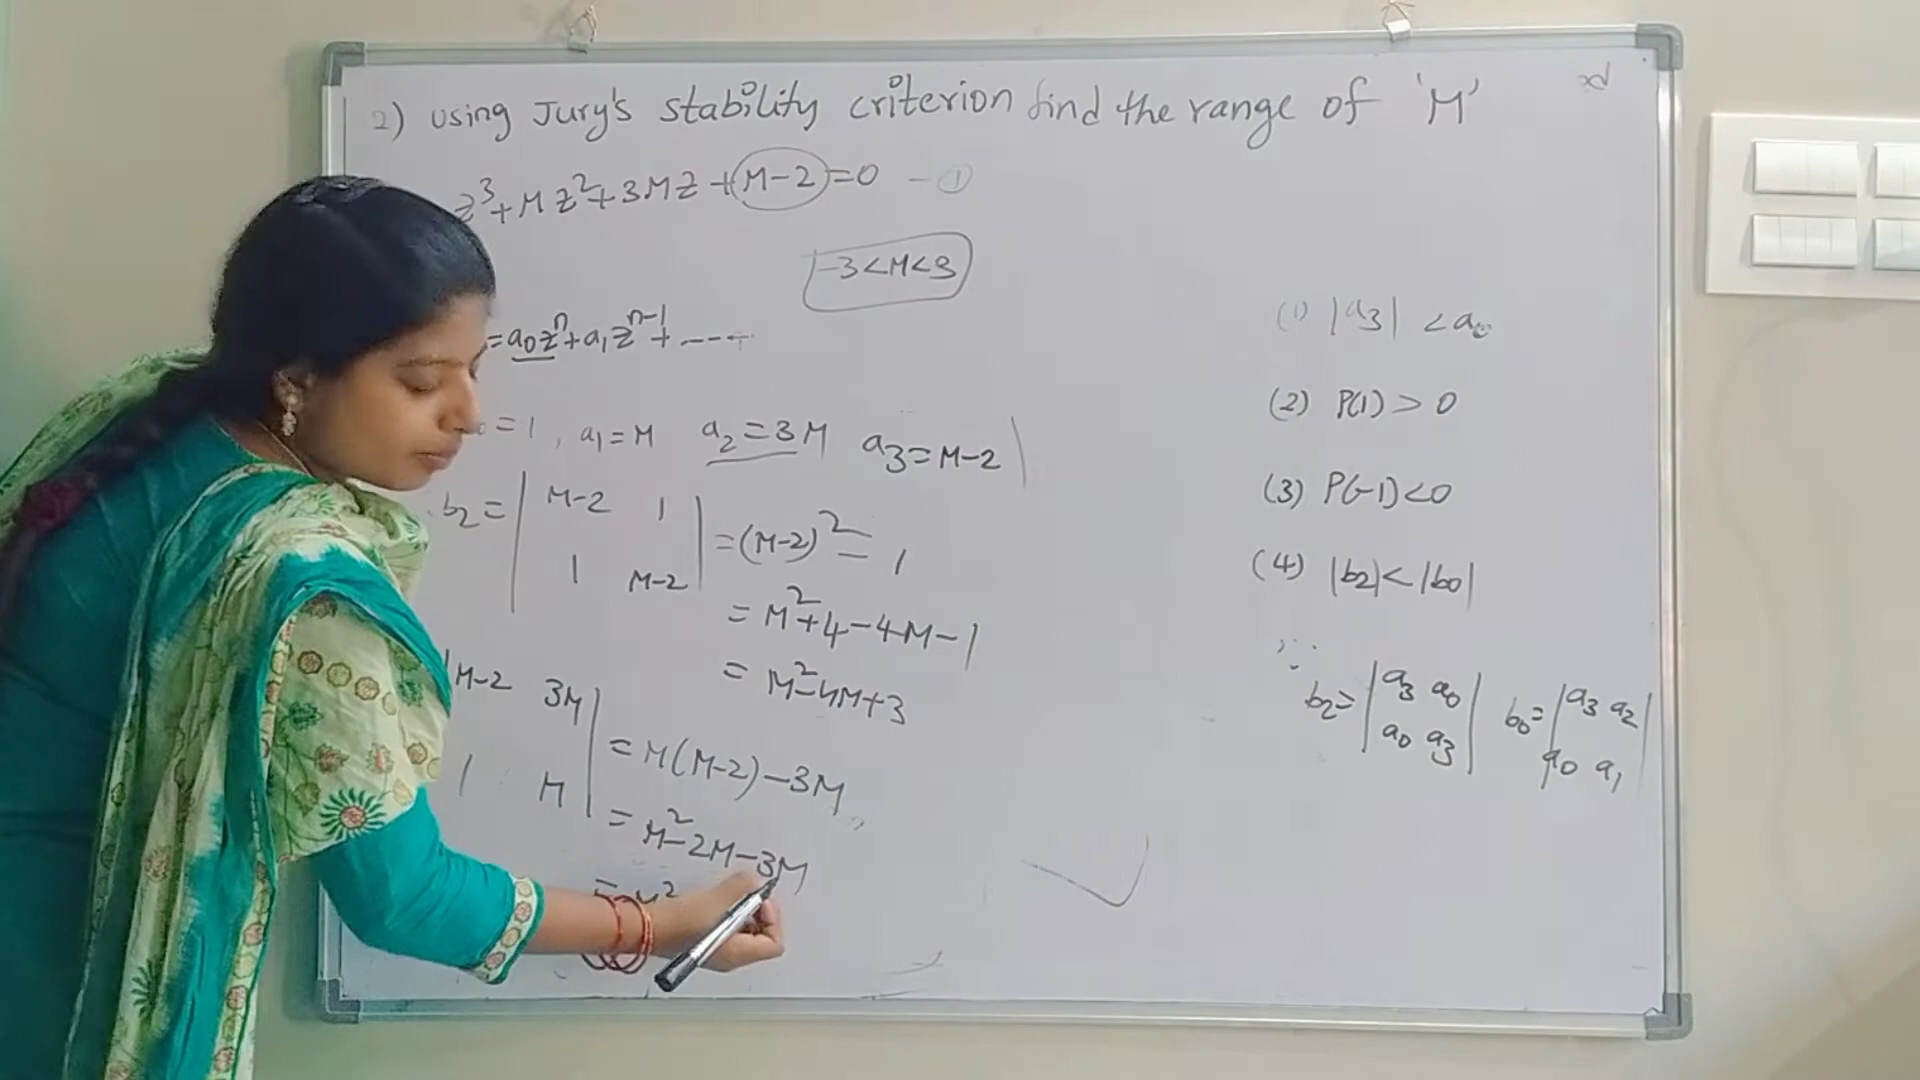 2) Using Jury's stability criterion find the range of 'M'
z³+Mz²+3Mz+(M-2)=0 -①
-3<M<3
=a₀zⁿ+a₁zⁿ⁻¹+----
=1, a₁=M a₂=3M a₃=M-2
b₂=|M-2 1|
|1 M-2|
=(M-2)²-1
=M²+4-4M-1
=M²-4M+3
|M-2 3M|
|1 M|
=M(M-2)-3M
=M²-2M-3M
=M²
(1) |a₃| <a₀
(2) P(1)>0
(3) P(-1)<0
(4) |b₂|<|b₀|
b₂=|a₃ a₀| b₀=|a₃ a₂|
|a₀ a₃| |a₀ a₁|